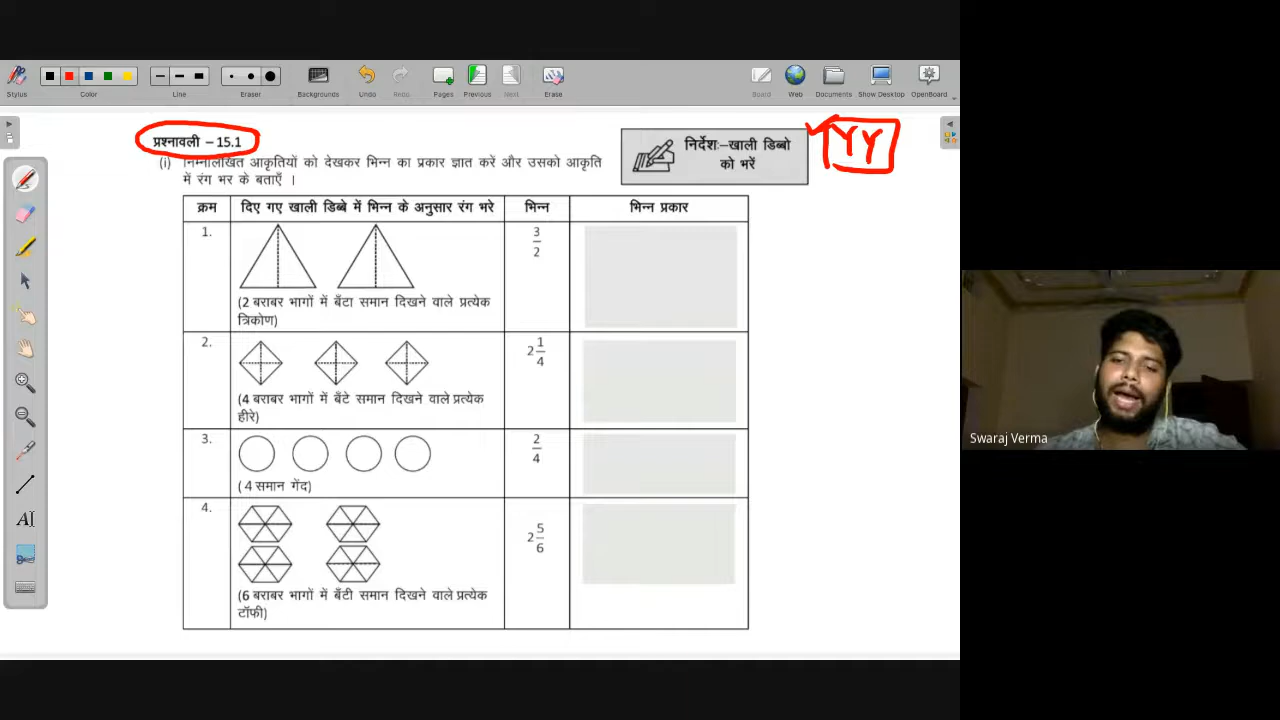 Stylus
Color
Line
Eraser
Backgrounds
Undo
Redo
Pages
Previous
Next
Erase
Board
Web
Documents
Show Desktop
OpenBoard
प्रश्नावली – 15.1
YY
निर्देश:–खाली डिब्बो
को भरें
(i) निम्नलिखित आकृतियों को देखकर भिन्न का प्रकार ज्ञात करें और उसको आकृति
में रंग भर के बताएँ ।
क्रम दिए गए खाली डिब्बे में भिन्न के अनुसार रंग भरे भिन्न भिन्न प्रकार
1. 3/2
(2 बराबर भागों में बँटा समान दिखने वाले प्रत्येक
त्रिकोण)
2. 2 1/4
(4 बराबर भागों में बँटे समान दिखने वाले प्रत्येक
हीरे)
3. 2/4
( 4 समान गेंद)
4. 2 5/6
(6 बराबर भागों में बँटी समान दिखने वाले प्रत्येक
टॉफी)
Swaraj Verma